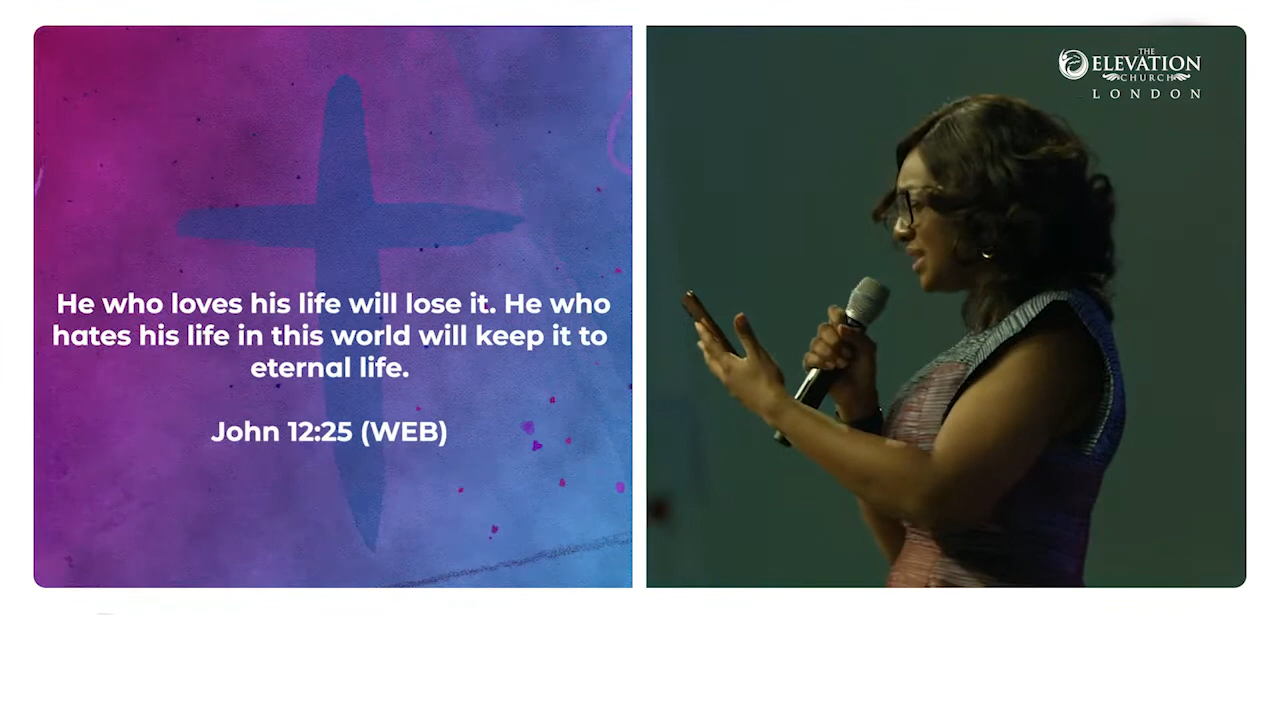 He who loves his life will lose it. He who
hates his life in this world will keep it to
eternal life.
John 12:25 (WEB)
THE
ELEVATION
CHURCH
LONDON